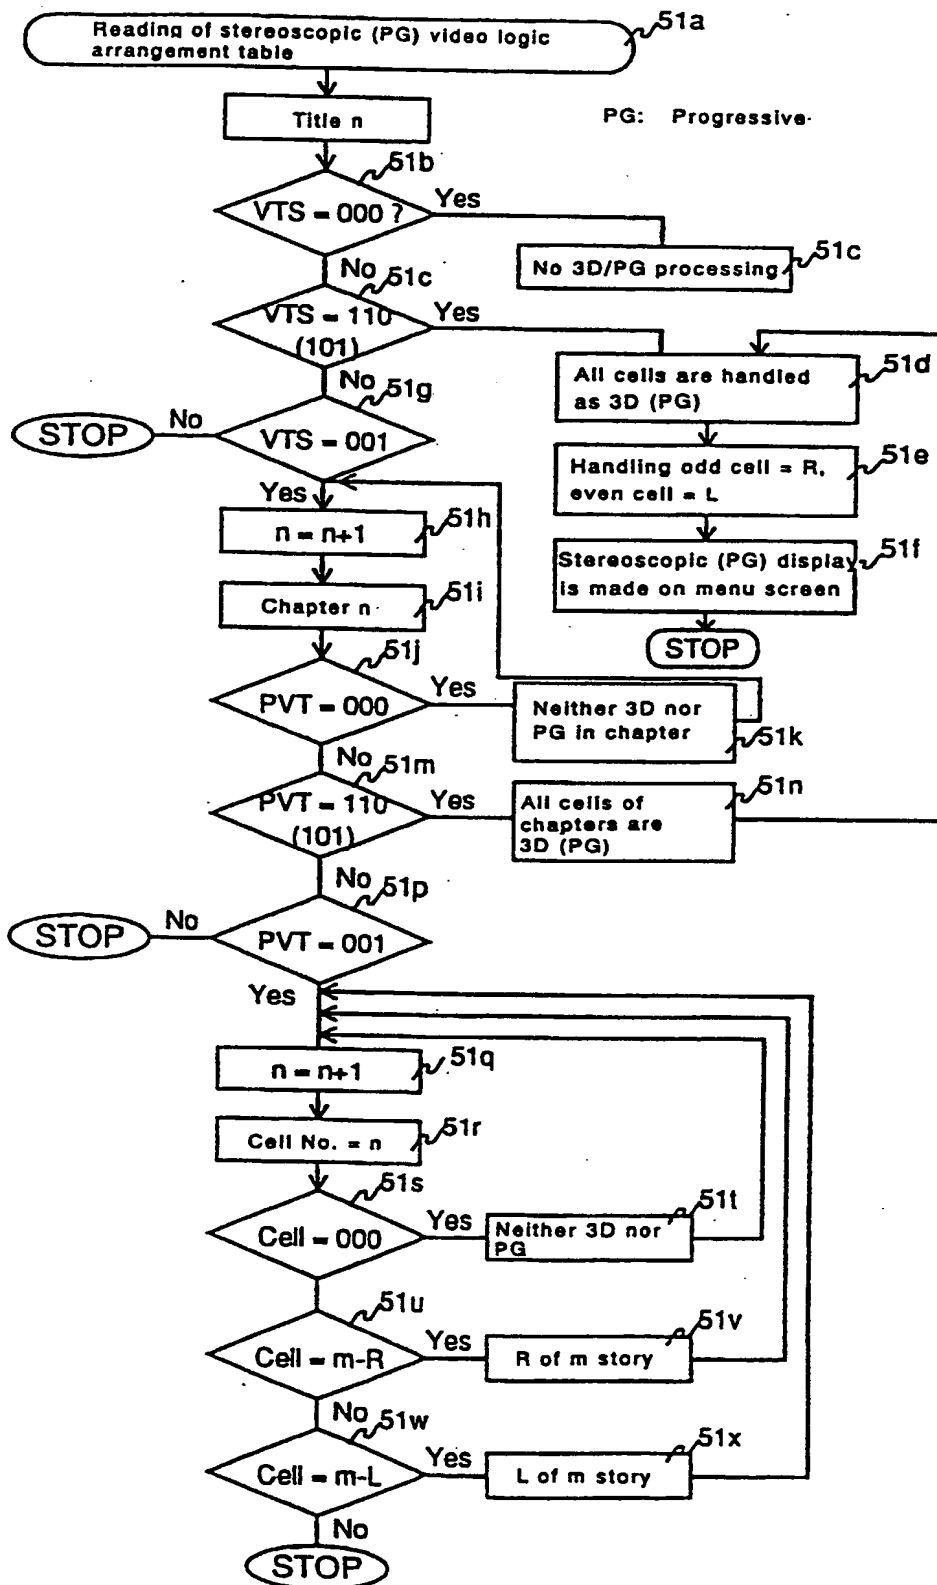 51a
Reading of stereoscopic (PG) video logic
arrangement table
Title n
PG: Progressive
51b
VTS = 000 ?
Yes
No
51c
No 3D/PG processing
51c
VTS = 110
(101)
Yes
No
51d
All cells are handled
as 3D (PG)
51g
VTS = 001
No
STOP
Yes
51e
Handling odd cell = R,
even cell = L
51h
n = n+1
51f
Stereoscopic (PG) display
is made on menu screen
STOP
51i
Chapter n
51j
PVT = 000
Yes
No
Neither 3D nor
PG in chapter
51k
51m
PVT = 110
(101)
Yes
No
51n
All cells of
chapters are
3D (PG)
51p
PVT = 001
No
STOP
Yes
51q
n = n+1
51r
Cell No. = n
51s
Cell = 000
Yes
51t
Neither 3D nor
PG
51u
Cell = m-R
Yes
No
51v
R of m story
51w
Cell = m-L
Yes
No
51x
L of m story
STOP